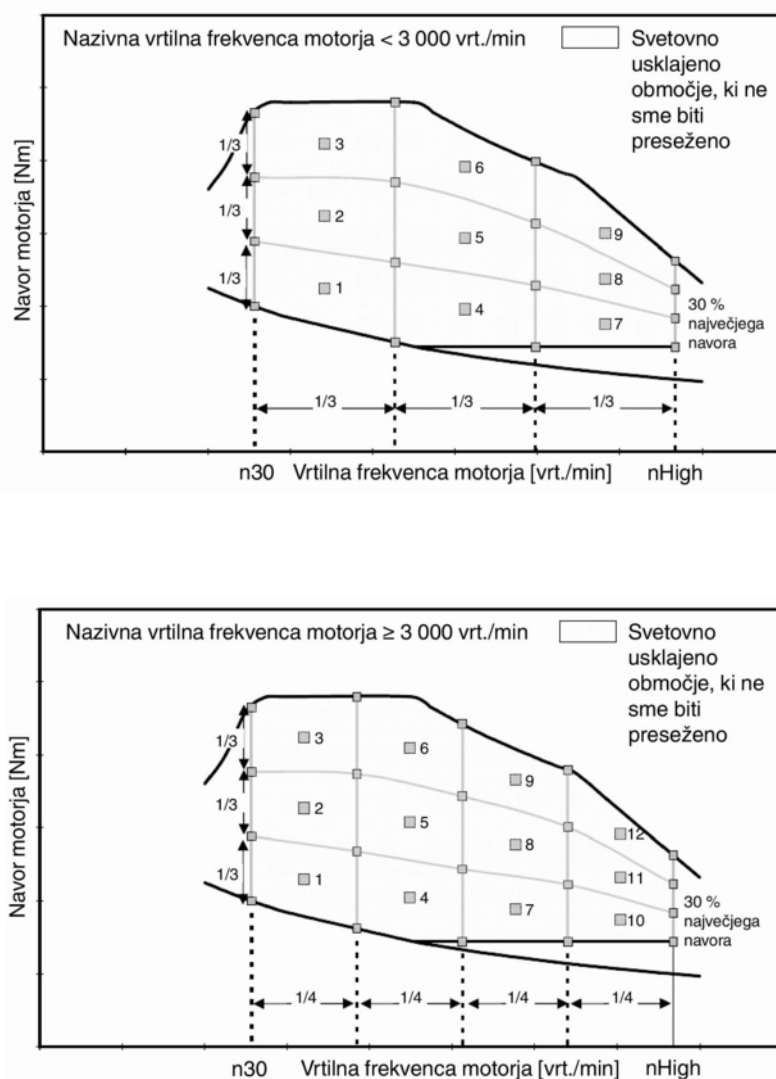 Nazivna vrtilna frekvenca motorja < 3 000 vrt./min
Svetovno
usklajeno
območje, ki ne
sme biti
preseženo
Navor motorja [Nm]
1/3
1/3
1/3
3
2
1
6
5
4
9
8
7
30 %
največjega
navora
1/3
1/3
1/3
n30
Vrtilna frekvenca motorja [vrt./min]
nHigh
Nazivna vrtilna frekvenca motorja ≥ 3 000 vrt./min
Svetovno
usklajeno
območje, ki ne
sme biti
preseženo
Navor motorja [Nm]
1/3
1/3
1/3
3
2
1
6
5
4
9
8
7
12
11
10
30 %
največjega
navora
1/4
1/4
1/4
1/4
n30
Vrtilna frekvenca motorja [vrt./min]
nHigh